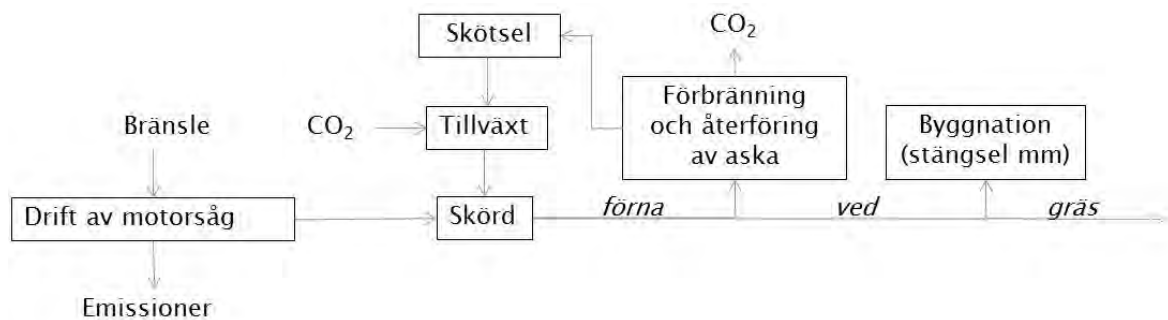 Skötsel
CO₂
Förbränning
och återföring
av aska
Byggnation
(stängsel mm)
Bränsle
CO₂
Tillväxt
Drift av motorsåg
Skörd
förna
ved
gräs
Emissioner